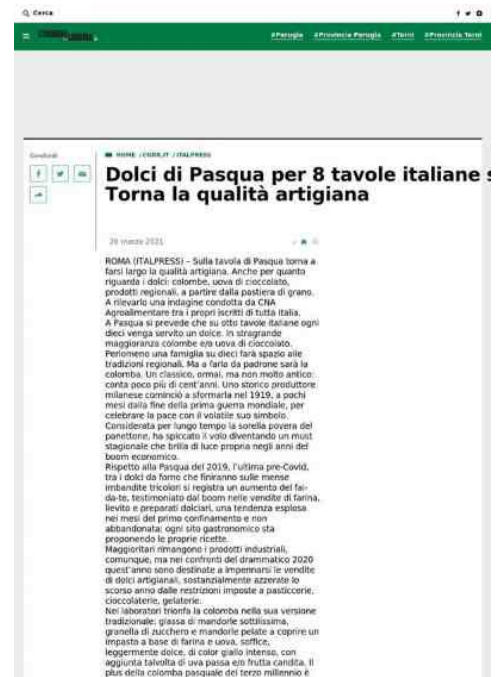 Cerca
#Perugia #Provincia Perugia #Terni #Provincia Terni
Condividi
HOME /CORR.IT /ITALPRESS
Dolci di Pasqua per 8 tavole italiane s
Torna la qualità artigiana
26 marzo 2021
ROMA (ITALPRESS) – Sulla tavola di Pasqua torna a
farsi largo la qualità artigiana. Anche per quanto
riguarda i dolci: colombe, uova di cioccolato,
prodotti regionali, a partire dalla pastiera di grano.
A rilevarlo una indagine condotta da CNA
Agroalimentare tra i propri iscritti di tutta Italia.
A Pasqua si prevede che su otto tavole italiane ogni
dieci venga servito un dolce. In stragrande
maggioranza colombe e/o uova di cioccolato.
Perlomeno una famiglia su dieci farà spazio alle
tradizioni regionali. Ma a farla da padrone sarà la
colomba. Un classico, ormai, ma non molto antico:
conta poco più di cent'anni. Uno storico produttore
milanese cominciò a sfornarla nel 1919, a pochi
mesi dalla fine della prima guerra mondiale, per
celebrare la pace con il volatile suo simbolo.
Considerata per lungo tempo la sorella povera del
panettone, ha spiccato il volo diventando un must
stagionale che brilla di luce propria negli anni del
boom economico.
Rispetto alla Pasqua del 2019, l'ultima pre-Covid,
tra i dolci da forno che finiranno sulle mense
imbandite tricolori si registra un aumento del fai-
da-te, testimoniato dal boom nelle vendite di farina,
lievito e preparati dolciari, una tendenza esplosa
nei mesi del primo confinamento e non
abbandonata: ogni sito gastronomico sta
proponendo le proprie ricette.
Maggioritari rimangono i prodotti industriali,
comunque, ma nei confronti del drammatico 2020
quest'anno sono destinate a impennarsi le vendite
di dolci artigianali, sostanzialmente azzerate lo
scorso anno dalle restrizioni imposte a pasticcerie,
cioccolaterie, gelaterie.
Nei laboratori trionfa la colomba nella sua versione
tradizionale: glassa di mandorle sottilissima,
granella di zucchero e mandorle pelate a coprire un
impasto a base di farina e uova, soffice,
leggermente dolce, di color giallo intenso, con
aggiunta talvolta di uva passa e/o frutta candita. Il
plus della colomba pasquale del terzo millennio è